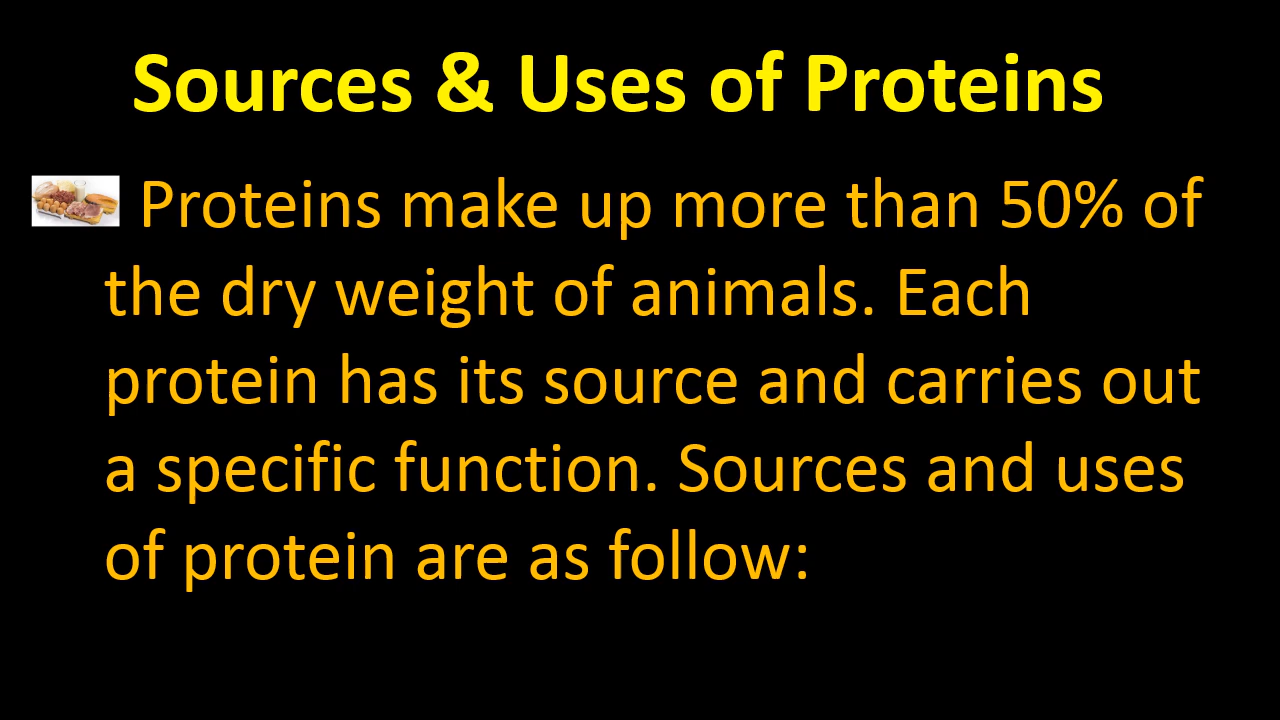 Sources & Uses of Proteins
Proteins make up more than 50% of
the dry weight of animals. Each
protein has its source and carries out
a specific function. Sources and uses
of protein are as follow: